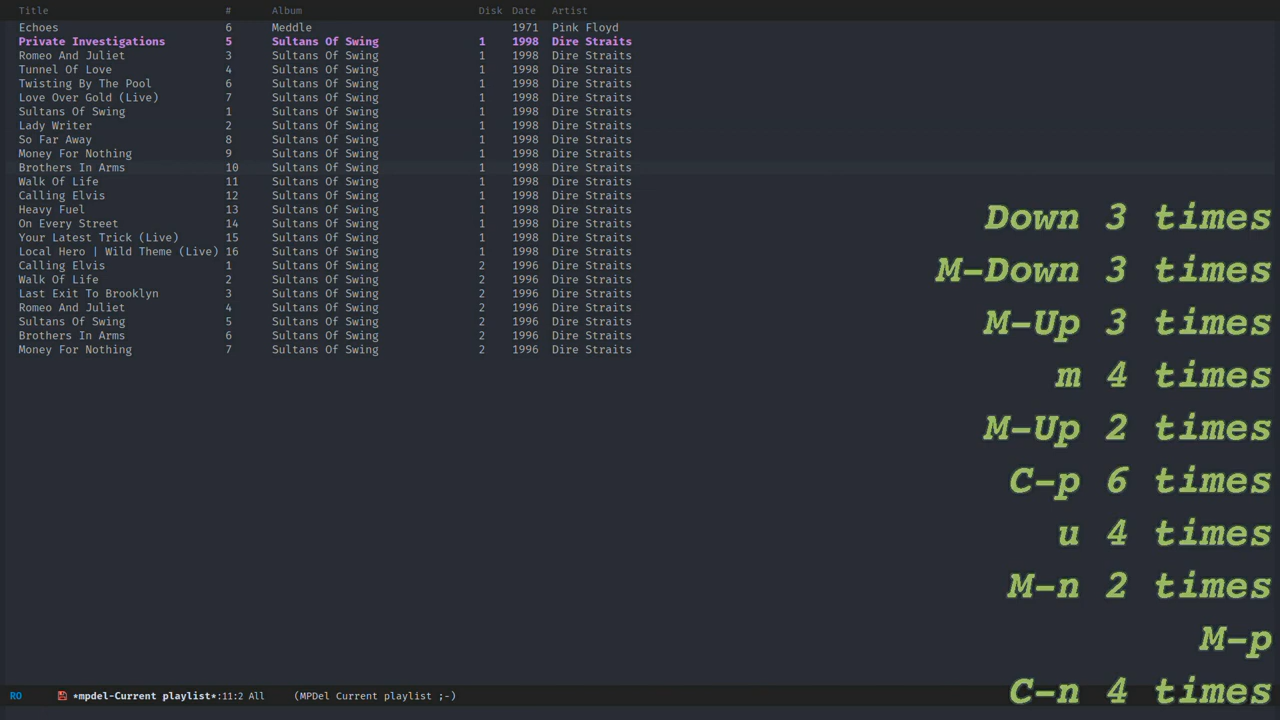 Title # Album Disk Date Artist
Echoes 6 Meddle 1971 Pink Floyd
Private Investigations 5 Sultans Of Swing 1 1998 Dire Straits
Romeo And Juliet 3 Sultans Of Swing 1 1998 Dire Straits
Tunnel Of Love 4 Sultans Of Swing 1 1998 Dire Straits
Twisting By The Pool 6 Sultans Of Swing 1 1998 Dire Straits
Love Over Gold (Live) 7 Sultans Of Swing 1 1998 Dire Straits
Sultans Of Swing 1 Sultans Of Swing 1 1998 Dire Straits
Lady Writer 2 Sultans Of Swing 1 1998 Dire Straits
So Far Away 8 Sultans Of Swing 1 1998 Dire Straits
Money For Nothing 9 Sultans Of Swing 1 1998 Dire Straits
Brothers In Arms 10 Sultans Of Swing 1 1998 Dire Straits
Walk Of Life 11 Sultans Of Swing 1 1998 Dire Straits
Calling Elvis 12 Sultans Of Swing 1 1998 Dire Straits
Heavy Fuel 13 Sultans Of Swing 1 1998 Dire Straits
On Every Street 14 Sultans Of Swing 1 1998 Dire Straits
Your Latest Trick (Live) 15 Sultans Of Swing 1 1998 Dire Straits
Local Hero | Wild Theme (Live) 16 Sultans Of Swing 1 1998 Dire Straits
Calling Elvis 1 Sultans Of Swing 2 1996 Dire Straits
Walk Of Life 2 Sultans Of Swing 2 1996 Dire Straits
Last Exit To Brooklyn 3 Sultans Of Swing 2 1996 Dire Straits
Romeo And Juliet 4 Sultans Of Swing 2 1996 Dire Straits
Sultans Of Swing 5 Sultans Of Swing 2 1996 Dire Straits
Brothers In Arms 6 Sultans Of Swing 2 1996 Dire Straits
Money For Nothing 7 Sultans Of Swing 2 1996 Dire Straits
Down 3 times
M-Down 3 times
M-Up 3 times
m 4 times
M-Up 2 times
C-p 6 times
u 4 times
M-n 2 times
M-p
C-n 4 times
RO *mpdel-Current playlist*:11:2 All (MPDel Current playlist ;-)